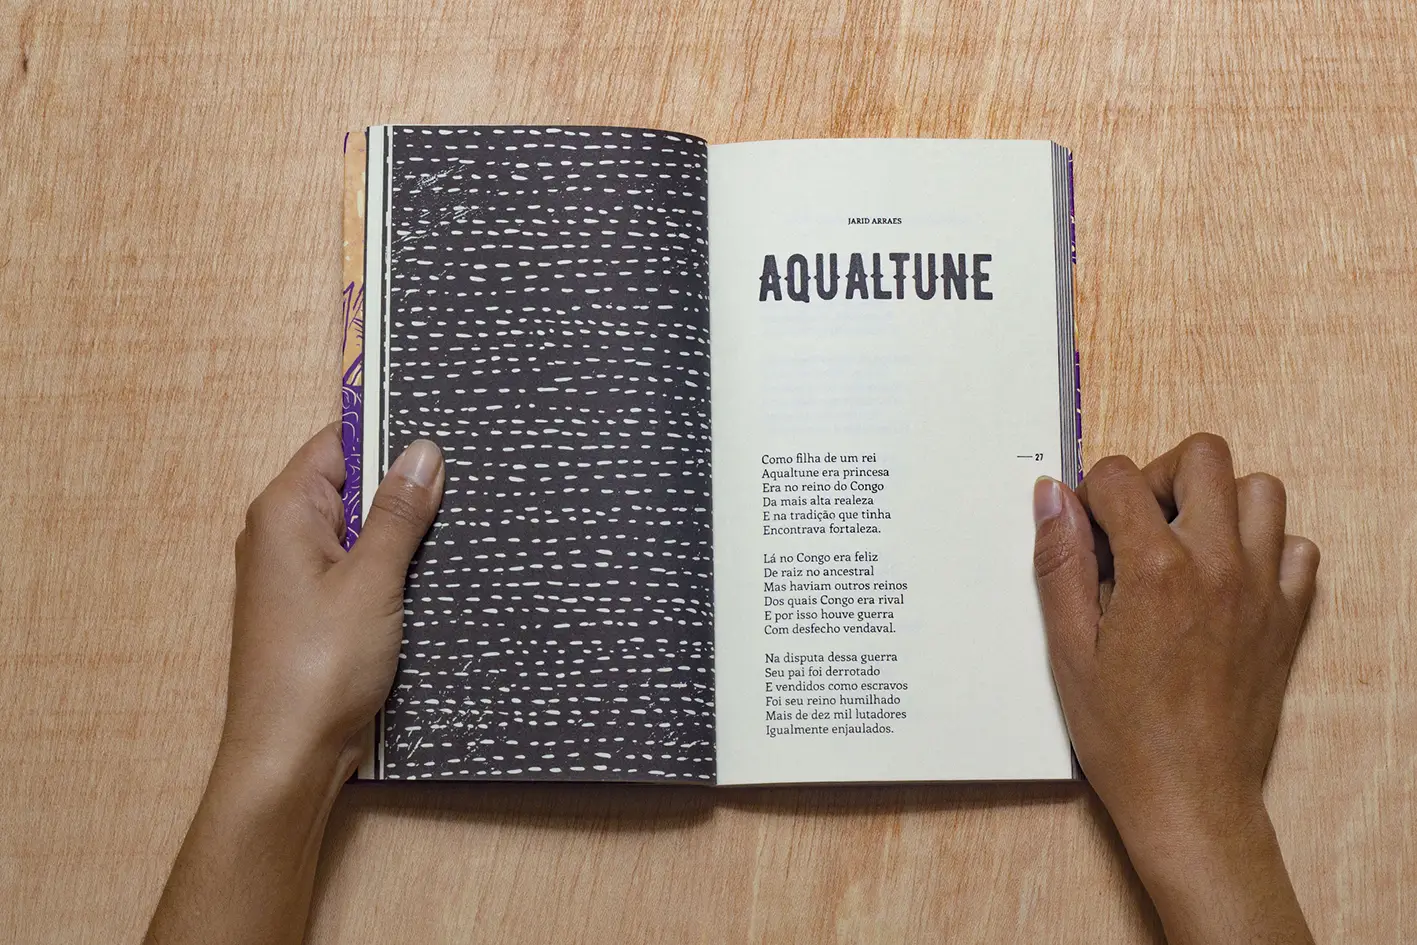 JARID ARRAES
AQUALTUNE
Como filha de um rei
Aqualtune era princesa
Era no reino do Congo
Da mais alta realeza
E na tradição que tinha
Encontrava fortaleza.
27
Lá no Congo era feliz
De raiz no ancestral
Mas haviam outros reinos
Dos quais Congo era rival
E por isso houve guerra
Com desfecho vendaval.
Na disputa dessa guerra
Seu pai foi derrotado
E vendidos como escravos
Foi seu reino humilhado
Mais de dez mil lutadores
Igualmente enjaulados.